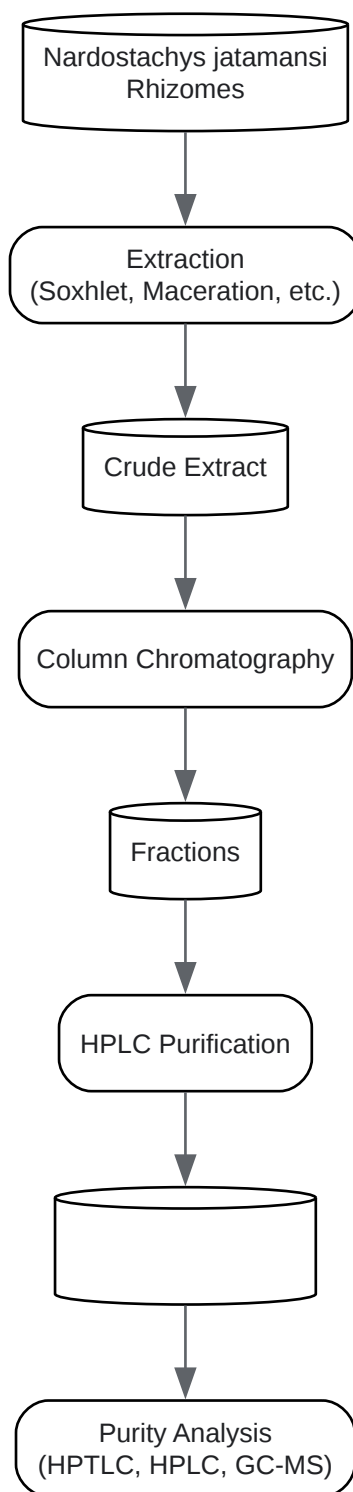 Nardostachys jatamansi
Rhizomes
Extraction
(Soxhlet, Maceration, etc.)
Crude Extract
Column Chromatography
Fractions
HPLC Purification
Purity Analysis
(HPTLC, HPLC, GC-MS)